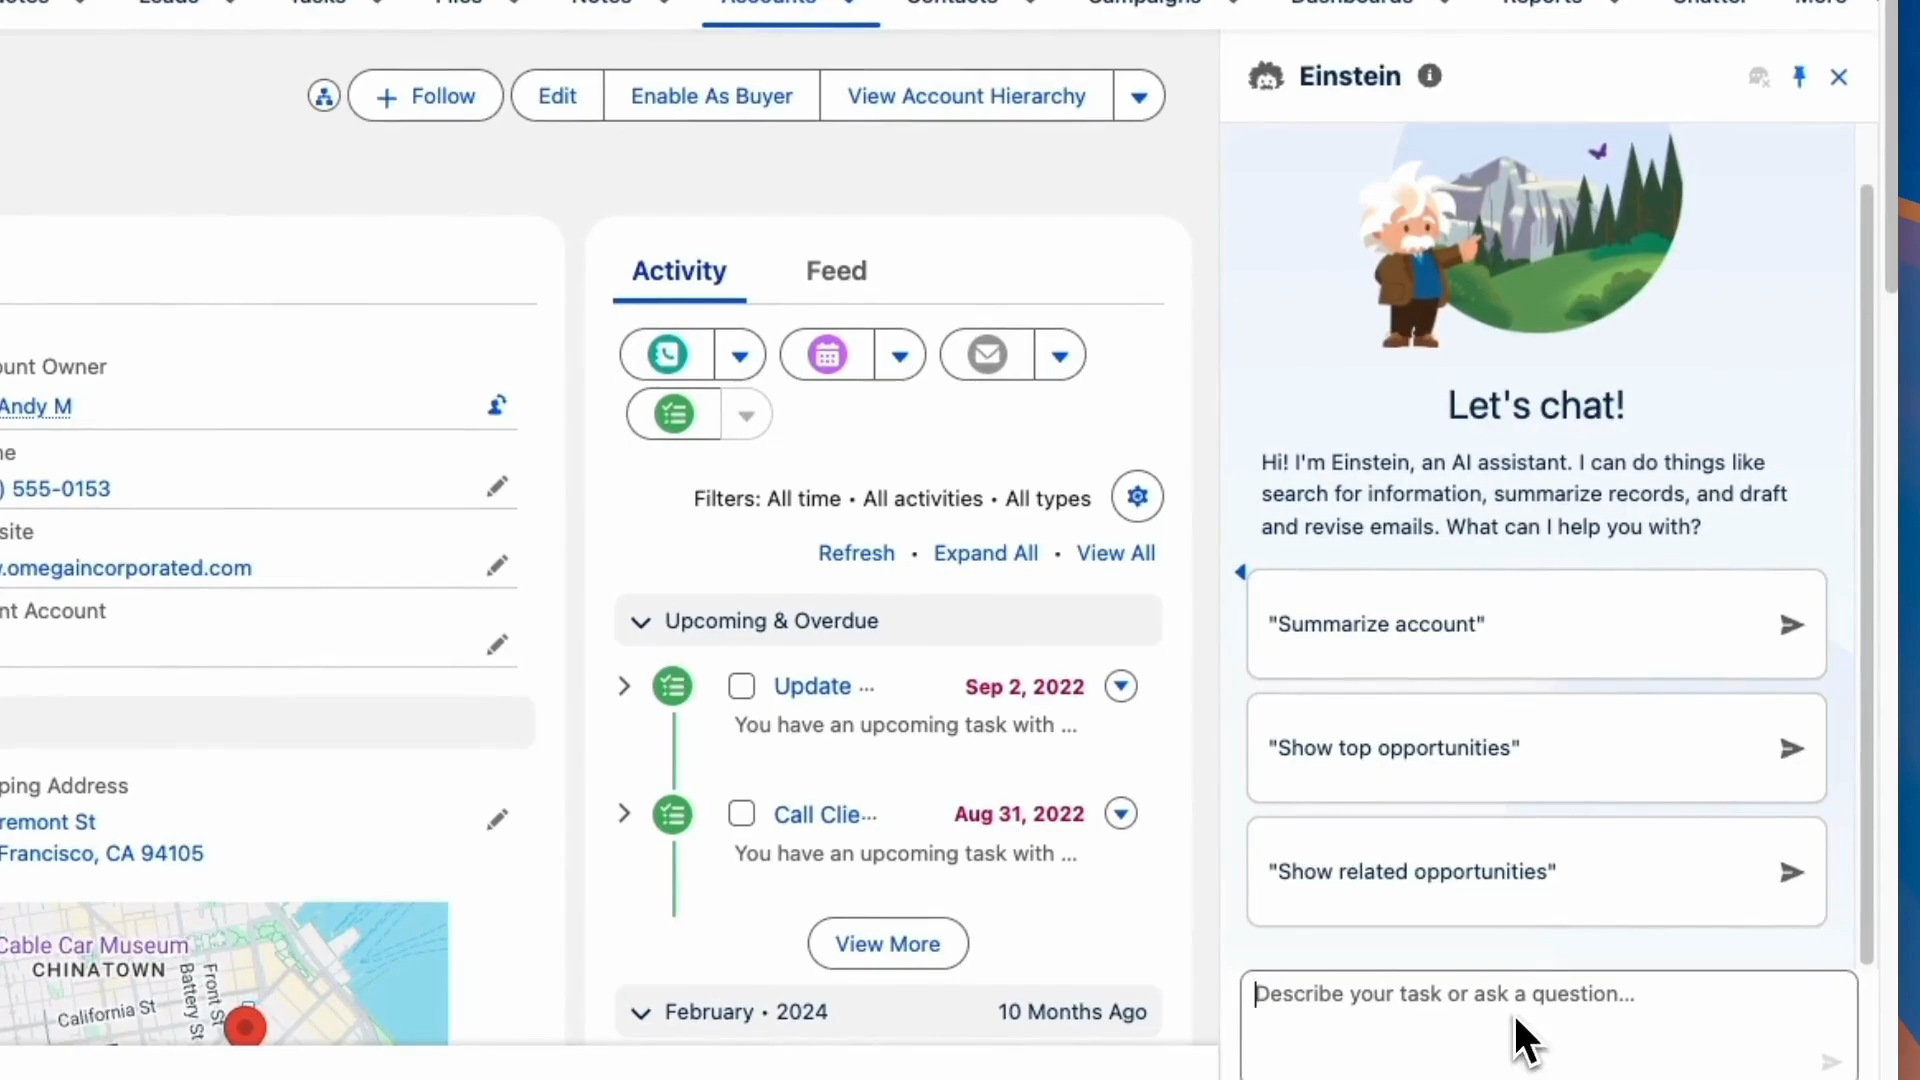 Accounts
Follow
Edit
Enable As Buyer
View Account Hierarchy
Einstein
Activity
Feed
ount Owner
Andy M
ne
) 555-0153
site
.omegaincorporated.com
nt Account
Filters: All time • All activities • All types
Refresh • Expand All • View All
Upcoming & Overdue
Update ...
Sep 2, 2022
You have an upcoming task with ...
Call Clie...
Aug 31, 2022
You have an upcoming task with ...
View More
February • 2024
10 Months Ago
ping Address
remont St
Francisco, CA 94105
Cable Car Museum
CHINATOWN
California St
Battery St
Front St
Let's chat!
Hi! I'm Einstein, an AI assistant. I can do things like
search for information, summarize records, and draft
and revise emails. What can I help you with?
"Summarize account"
"Show top opportunities"
"Show related opportunities"
Describe your task or ask a question...